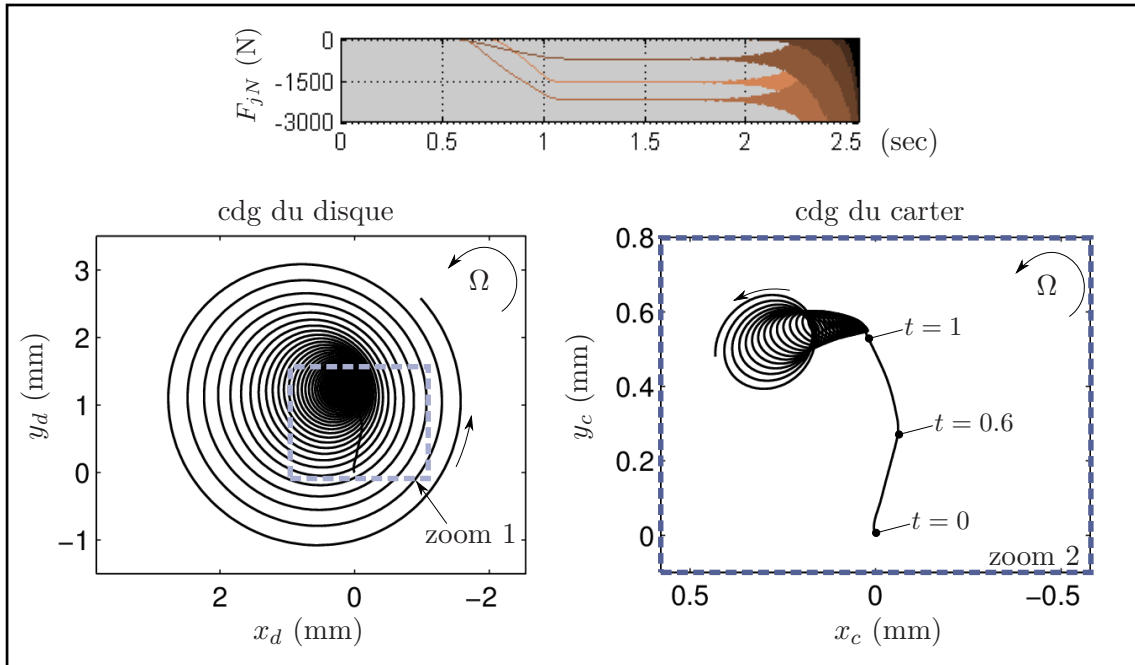 F_{jN} (N)
0
-1500
-3000
0 0.5 1 1.5 2 2.5 (sec)
cdg du disque
y_d (mm)
3
2
1
0
−1
Ω
zoom 1
2 0 −2
x_d (mm)
cdg du carter
y_c (mm)
0.8
0.6
0.4
0.2
0
Ω
t = 1
t = 0.6
t = 0
zoom 2
0.5 0 −0.5
x_c (mm)